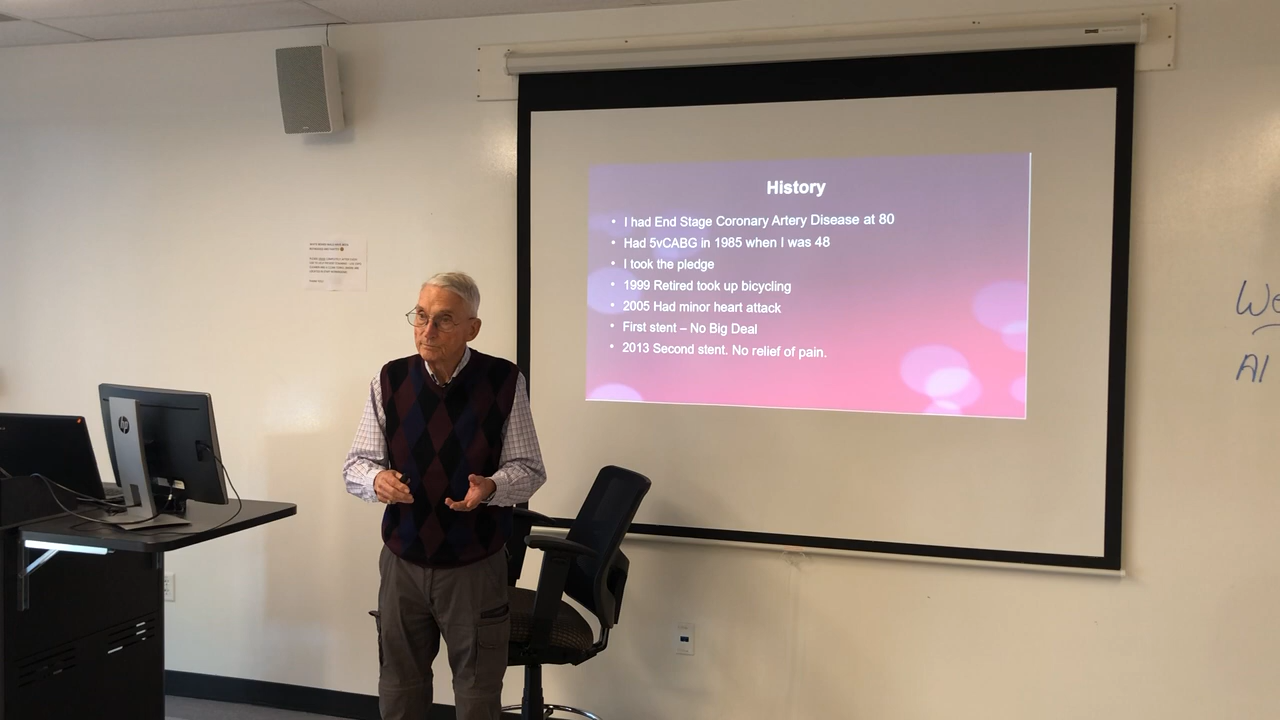 History
• I had End Stage Coronary Artery Disease at 80
• Had 5vCABG in 1985 when I was 48
• I took the pledge
• 1999 Retired took up bicycling
• 2005 Had minor heart attack
• First stent – No Big Deal
• 2013 Second stent. No relief of pain.
hp
We
AI